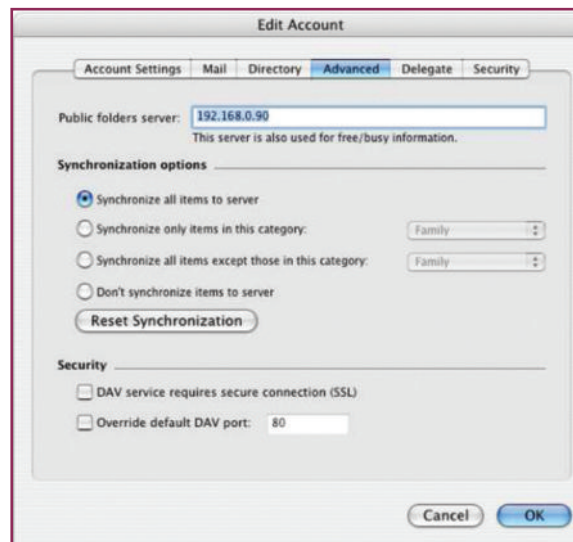 Edit Account
Account Settings Mail Directory Advanced Delegate Security
Public folders server: 192.168.0.90
This server is also used for free/busy information.
Synchronization options
Synchronize all items to server
Synchronize only items in this category: Family
Synchronize all items except those in this category: Family
Don't synchronize items to server
Reset Synchronization
Security
DAV service requires secure connection (SSL)
Override default DAV port: 80
Cancel OK